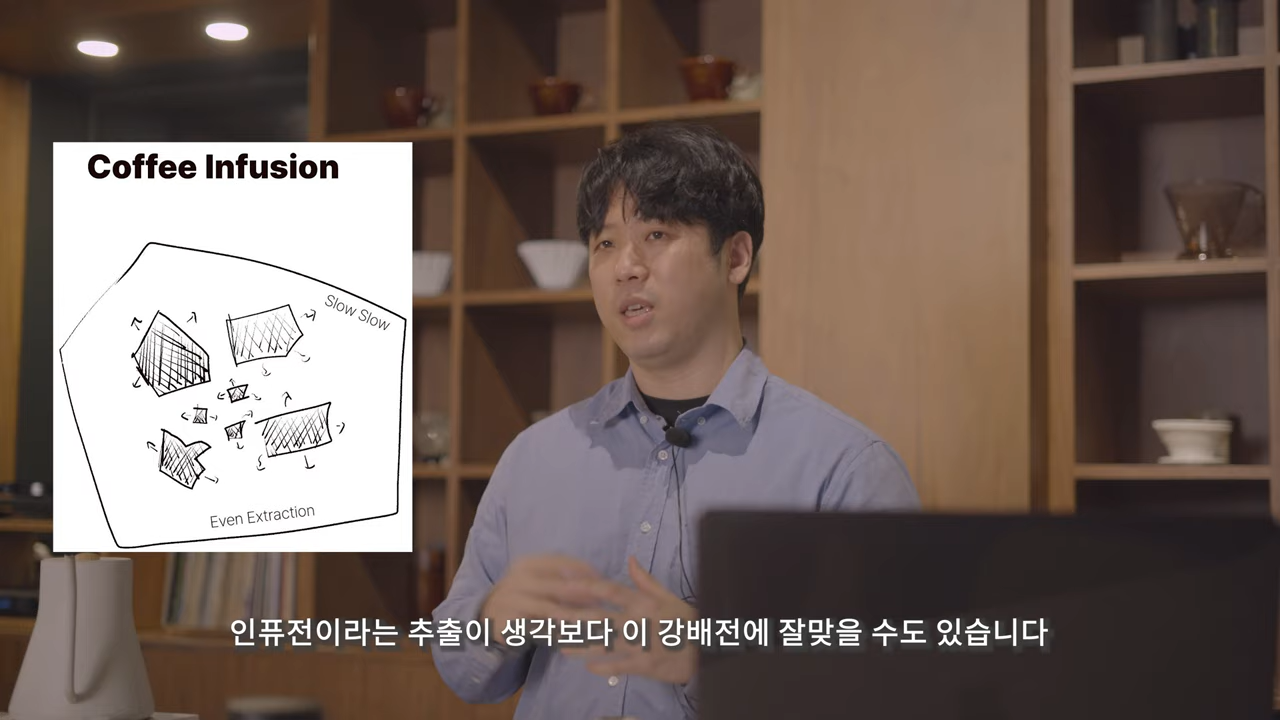 Coffee Infusion
Slow Slow
Even Extraction
인퓨전이라는 추출이 생각보다 이 강배전에 잘맞을 수도 있습니다